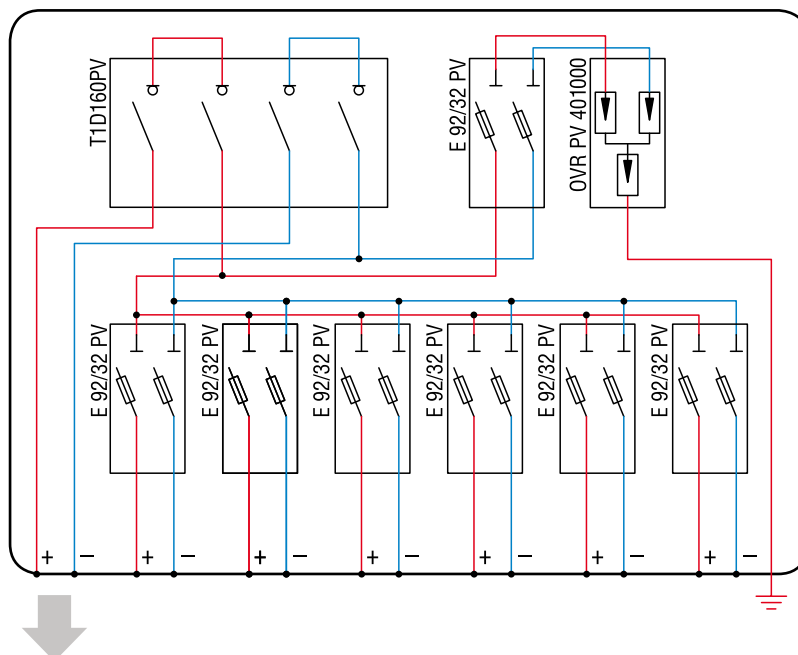 T1D160PV
E 92/32 PV
OVR PV 401000
E 92/32 PV
E 92/32 PV
E 92/32 PV
E 92/32 PV
E 92/32 PV
E 92/32 PV
+ − + − + − + − + − + − + −